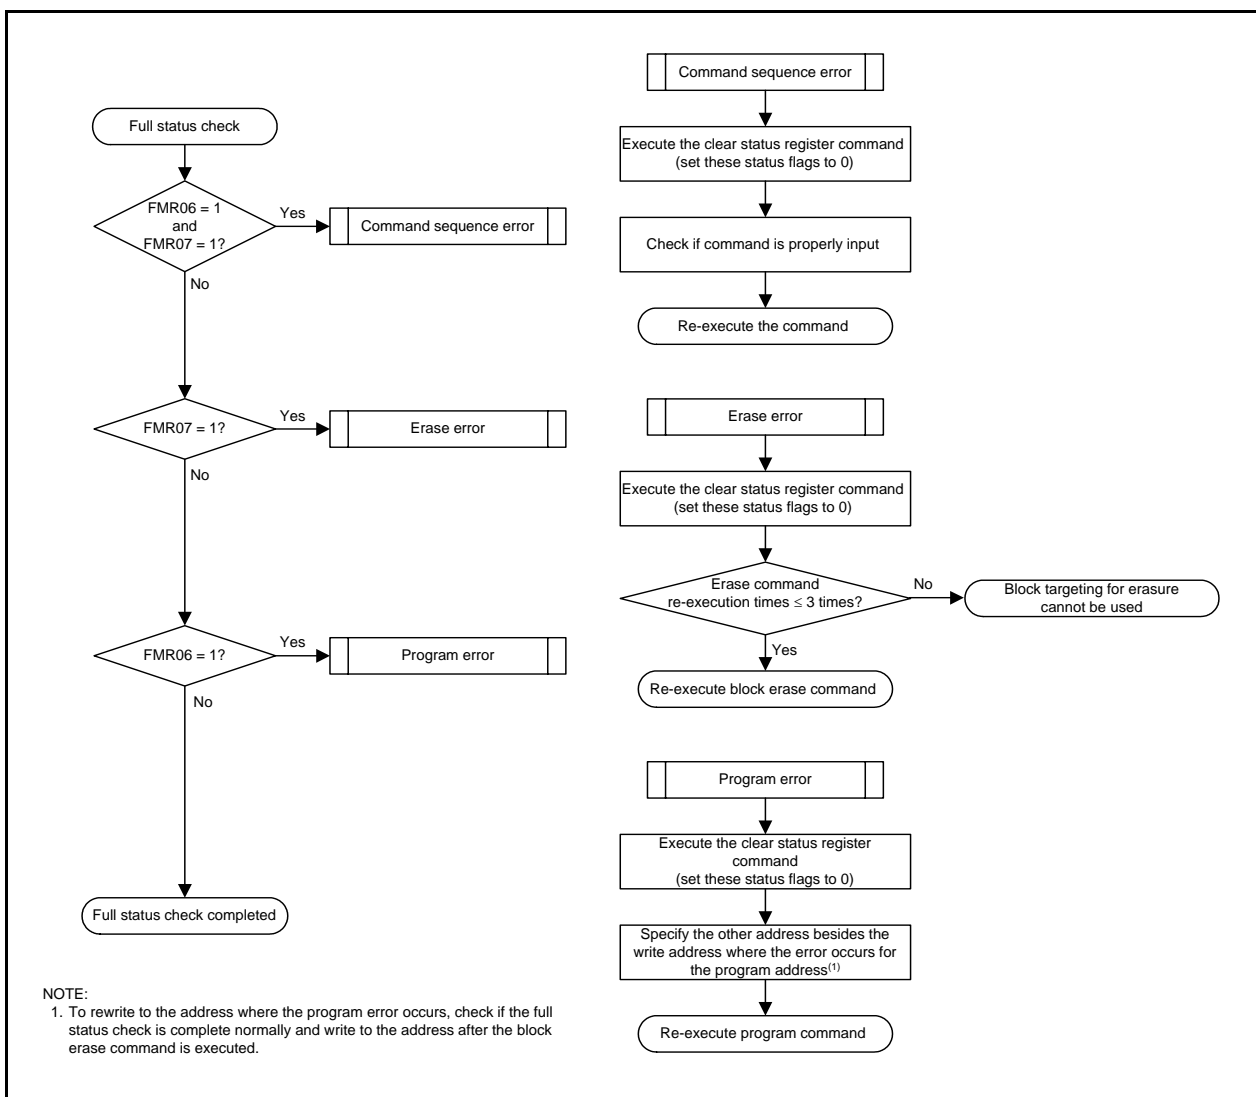 Full status check
FMR06 = 1
and
FMR07 = 1?
Yes
Command sequence error
No
FMR07 = 1?
Yes
Erase error
No
FMR06 = 1?
Yes
Program error
No
Full status check completed
NOTE:
1. To rewrite to the address where the program error occurs, check if the full
status check is complete normally and write to the address after the block
erase command is executed.
Command sequence error
Execute the clear status register command
(set these status flags to 0)
Check if command is properly input
Re-execute the command
Erase error
Execute the clear status register command
(set these status flags to 0)
Erase command
re-execution times ≤ 3 times?
No
Block targeting for erasure
cannot be used
Yes
Re-execute block erase command
Program error
Execute the clear status register
command
(set these status flags to 0)
Specify the other address besides the
write address where the error occurs for
the program address(1)
Re-execute program command